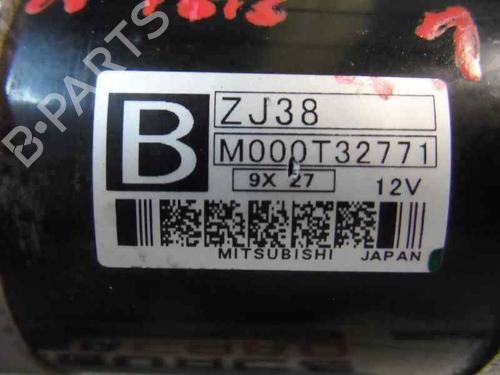 B
ZJ38
M000T32771
9X 27
12V
MITSUBISHI JAPAN
B-PARTS